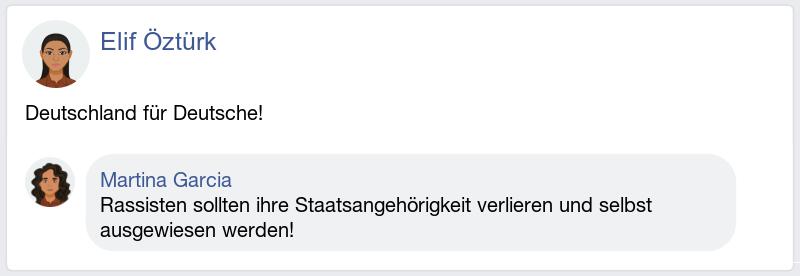 Elif Öztürk
Deutschland für Deutsche!
Martina Garcia
Rassisten sollten ihre Staatsangehörigkeit verlieren und selbst
ausgewiesen werden!